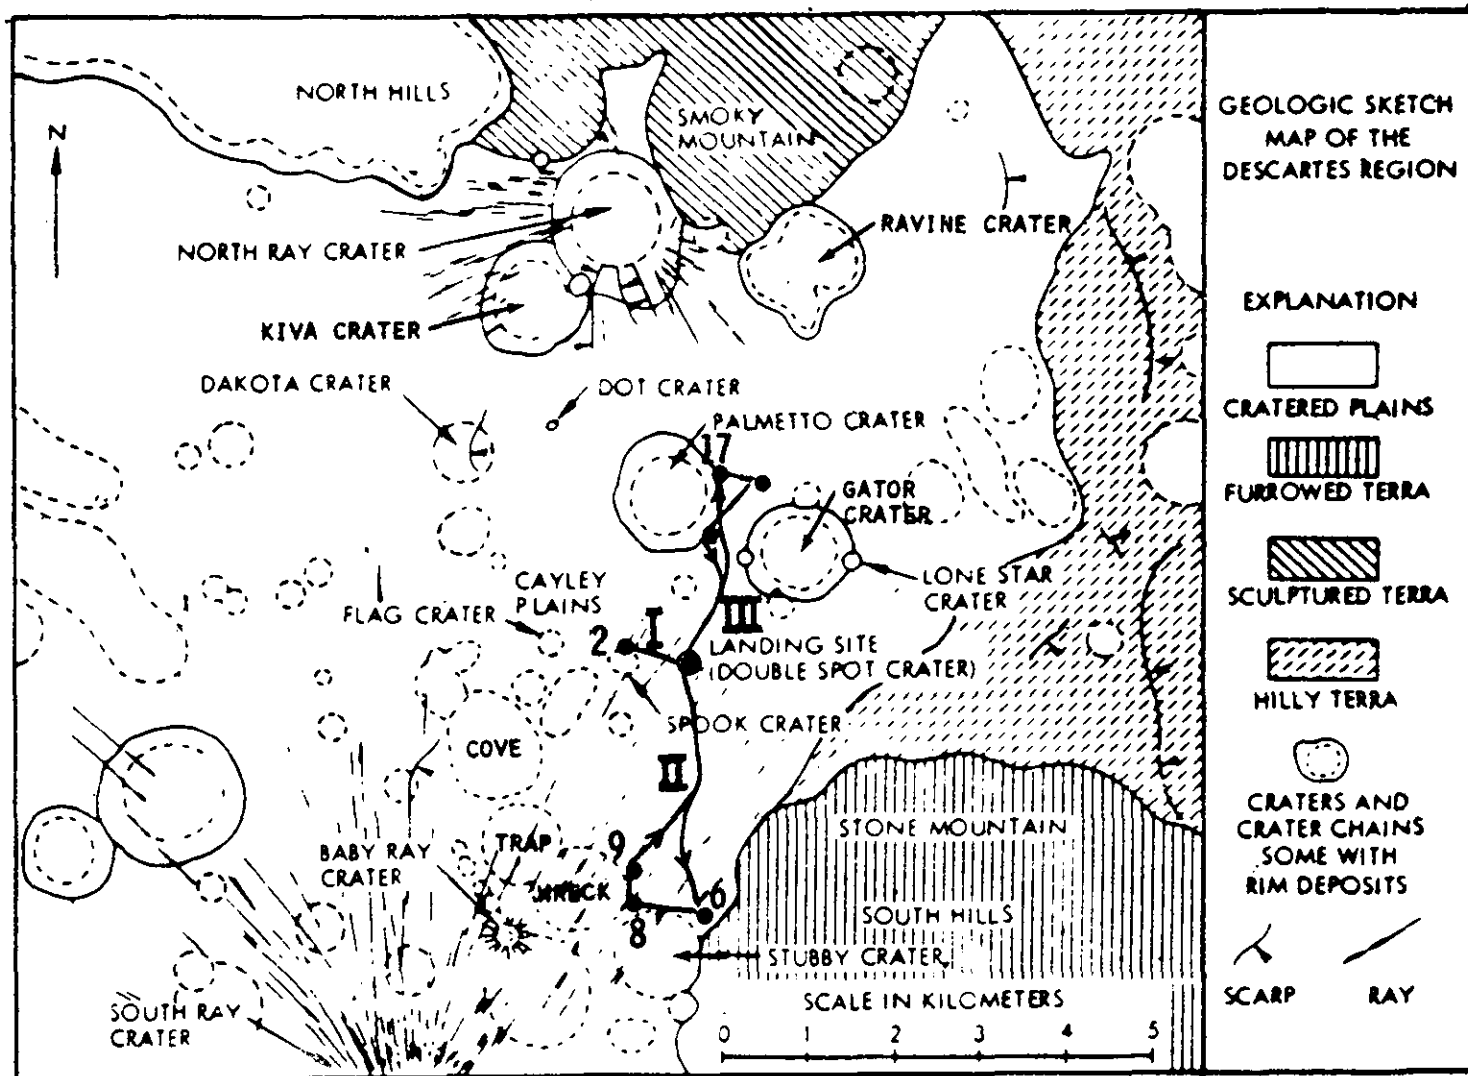 NORTH HILLS
N
SMOKY
MOUNTAIN
RAVINE CRATER
NORTH RAY CRATER
KIVA CRATER
DAKOTA CRATER
DOT CRATER
PALMETTO CRATER
17
GATOR
CRATER
CAYLEY
PLAINS
LONE STAR
CRATER
FLAG CRATER
2
I
III
LANDING SITE
(DOUBLE SPOT CRATER)
SPOOK CRATER
COVE
II
STONE MOUNTAIN
BABY RAY
CRATER
TRAP
9
WRECK
8
6
SOUTH HILLS
STUBBY CRATER
SOUTH RAY
CRATER
SCALE IN KILOMETERS
0 1 2 3 4 5
GEOLOGIC SKETCH
MAP OF THE
DESCARTES REGION
EXPLANATION
CRATERED PLAINS
FURROWED TERRA
SCULPTURED TERRA
HILLY TERRA
CRATERS AND
CRATER CHAINS
SOME WITH
RIM DEPOSITS
SCARP RAY